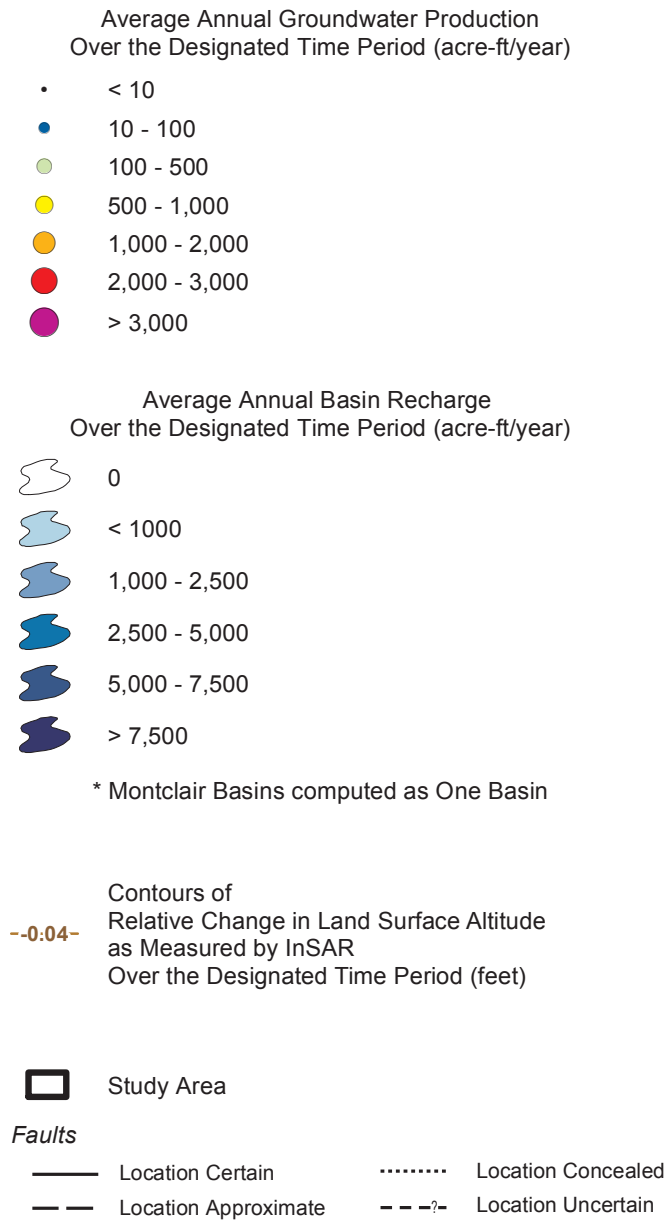 Average Annual Groundwater Production
Over the Designated Time Period (acre-ft/year)
< 10
10 - 100
100 - 500
500 - 1,000
1,000 - 2,000
2,000 - 3,000
> 3,000
Average Annual Basin Recharge
Over the Designated Time Period (acre-ft/year)
0
< 1000
1,000 - 2,500
2,500 - 5,000
5,000 - 7,500
> 7,500
* Montclair Basins computed as One Basin
Contours of
-0.04 Relative Change in Land Surface Altitude
as Measured by InSAR
Over the Designated Time Period (feet)
Study Area
Faults
Location Certain Location Concealed
Location Approximate ? Location Uncertain